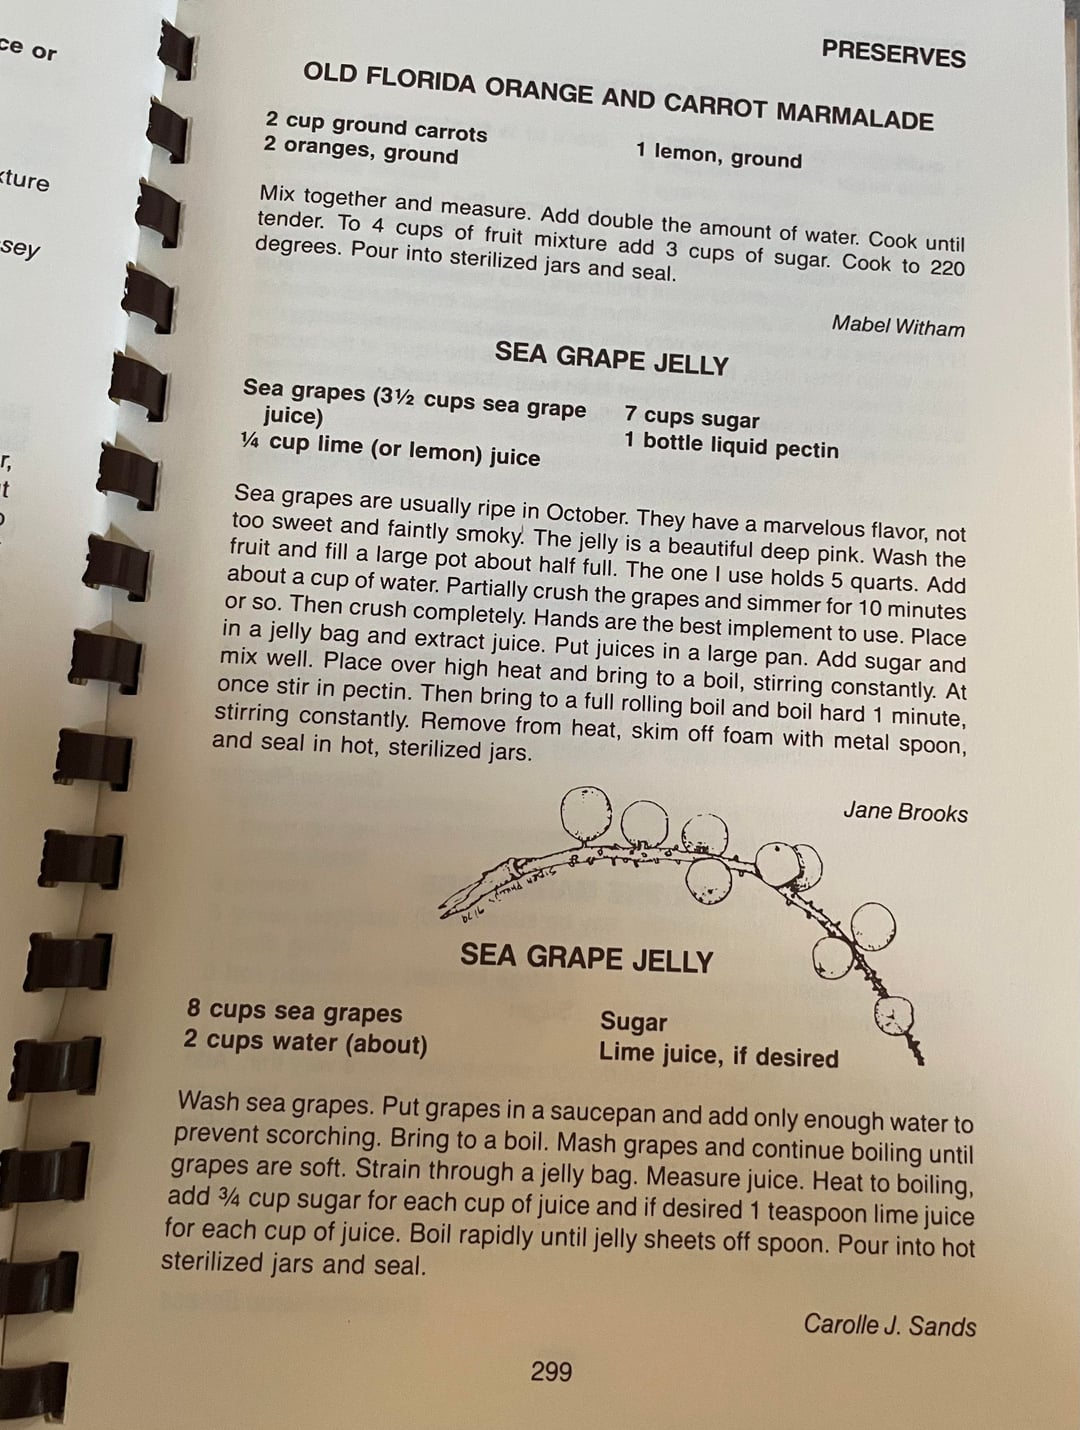 ce or
xture
sey
r,
t
PRESERVES
OLD FLORIDA ORANGE AND CARROT MARMALADE
2 cup ground carrots
2 oranges, ground
1 lemon, ground
Mix together and measure. Add double the amount of water. Cook until
tender. To 4 cups of fruit mixture add 3 cups of sugar. Cook to 220
degrees. Pour into sterilized jars and seal.
Mabel Witham
SEA GRAPE JELLY
Sea grapes (3½ cups sea grape
juice)
¼ cup lime (or lemon) juice
7 cups sugar
1 bottle liquid pectin
Sea grapes are usually ripe in October. They have a marvelous flavor, not
too sweet and faintly smoky. The jelly is a beautiful deep pink. Wash the
fruit and fill a large pot about half full. The one I use holds 5 quarts. Add
about a cup of water. Partially crush the grapes and simmer for 10 minutes
or so. Then crush completely. Hands are the best implement to use. Place
in a jelly bag and extract juice. Put juices in a large pan. Add sugar and
mix well. Place over high heat and bring to a boil, stirring constantly. At
once stir in pectin. Then bring to a full rolling boil and boil hard 1 minute,
stirring constantly. Remove from heat, skim off foam with metal spoon,
and seal in hot, sterilized jars.
Jane Brooks
SEA GRAPE JELLY
8 cups sea grapes
2 cups water (about)
Sugar
Lime juice, if desired
Wash sea grapes. Put grapes in a saucepan and add only enough water to
prevent scorching. Bring to a boil. Mash grapes and continue boiling until
grapes are soft. Strain through a jelly bag. Measure juice. Heat to boiling,
add ¾ cup sugar for each cup of juice and if desired 1 teaspoon lime juice
for each cup of juice. Boil rapidly until jelly sheets off spoon. Pour into hot
sterilized jars and seal.
Carolle J. Sands
299